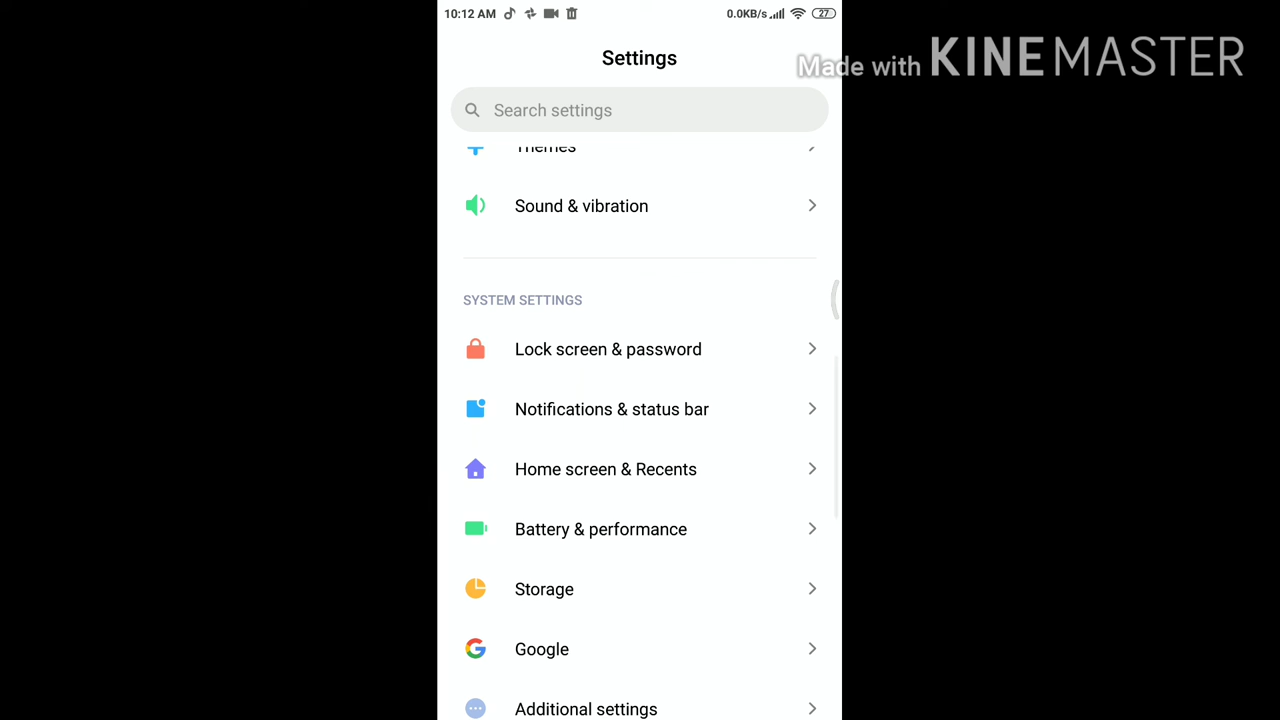 10:12 AM 0.0KB/s 27
Made with KINEMASTER
Settings
Search settings
Themes
Sound & vibration
SYSTEM SETTINGS
Lock screen & password
Notifications & status bar
Home screen & Recents
Battery & performance
Storage
Google
Additional settings